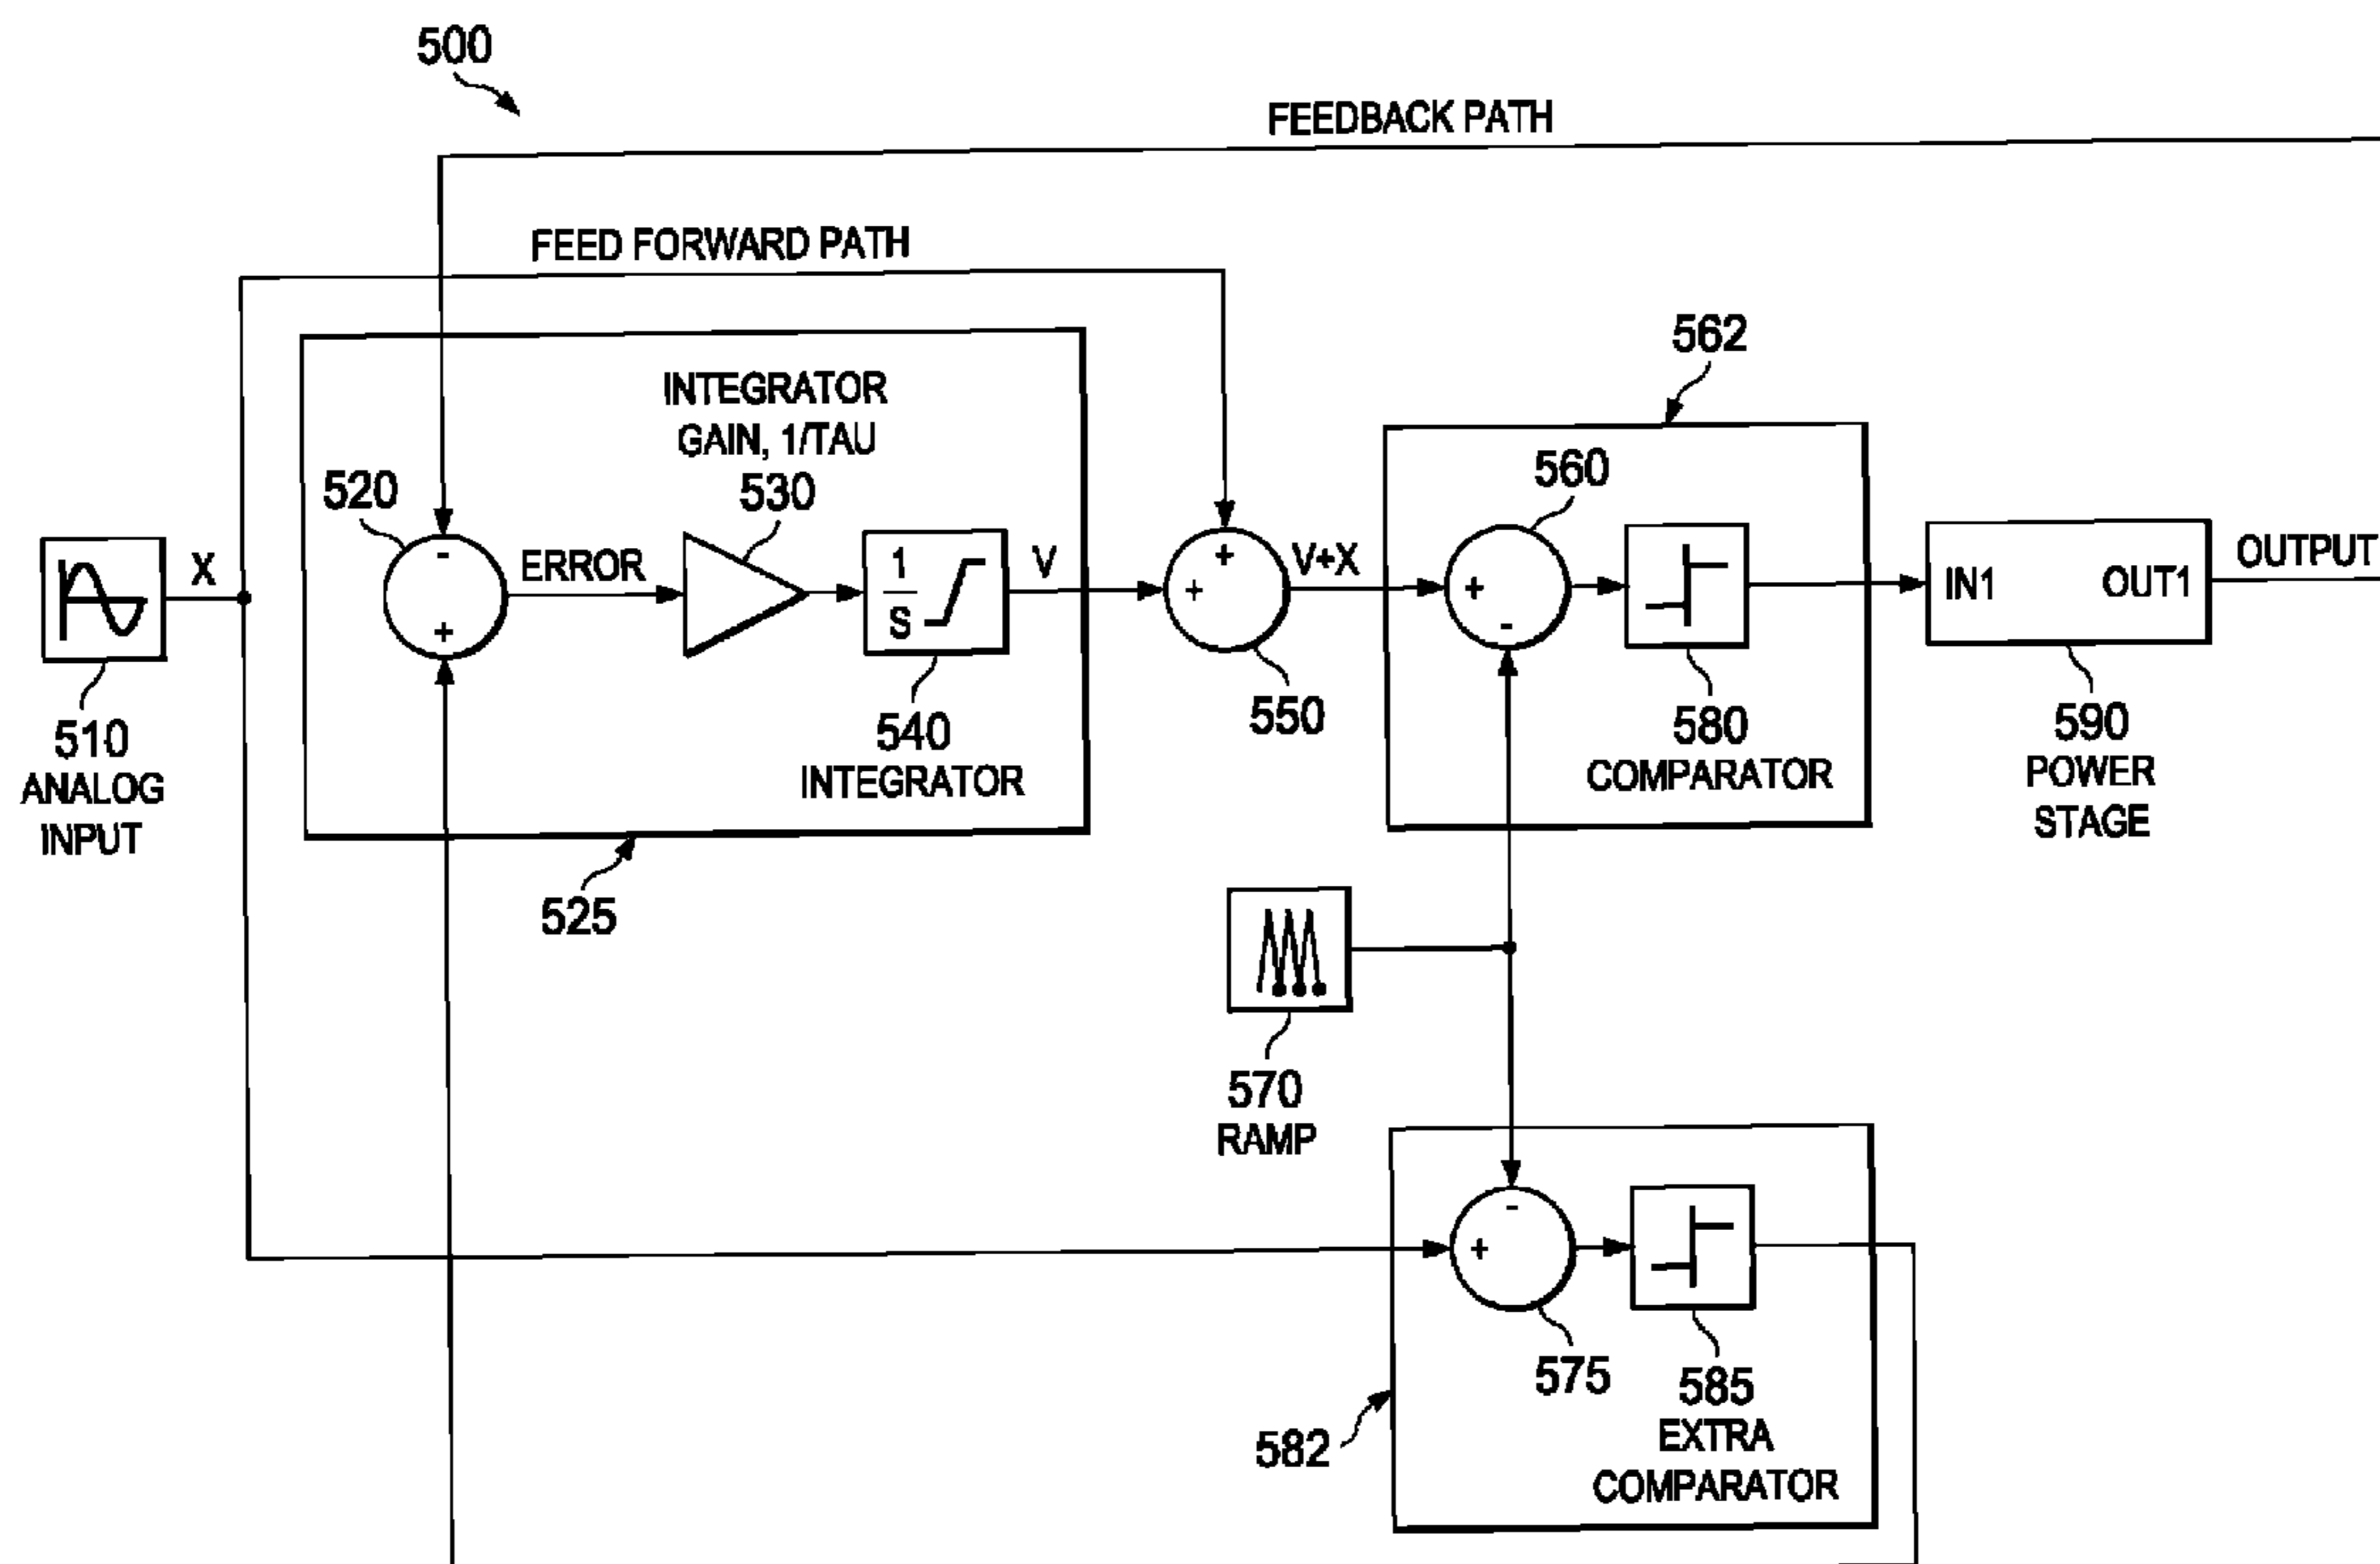 500
FEEDBACK PATH
FEED FORWARD PATH
562
INTEGRATOR
GAIN, 1/TAU
530
520
560
X
-
+
ERROR
1
S
V
+
+
V+X
+
-
IN1
OUT1
OUTPUT
510
ANALOG
INPUT
540
INTEGRATOR
550
580
COMPARATOR
590
POWER
STAGE
525
570
RAMP
-
+
575
585
EXTRA
COMPARATOR
582